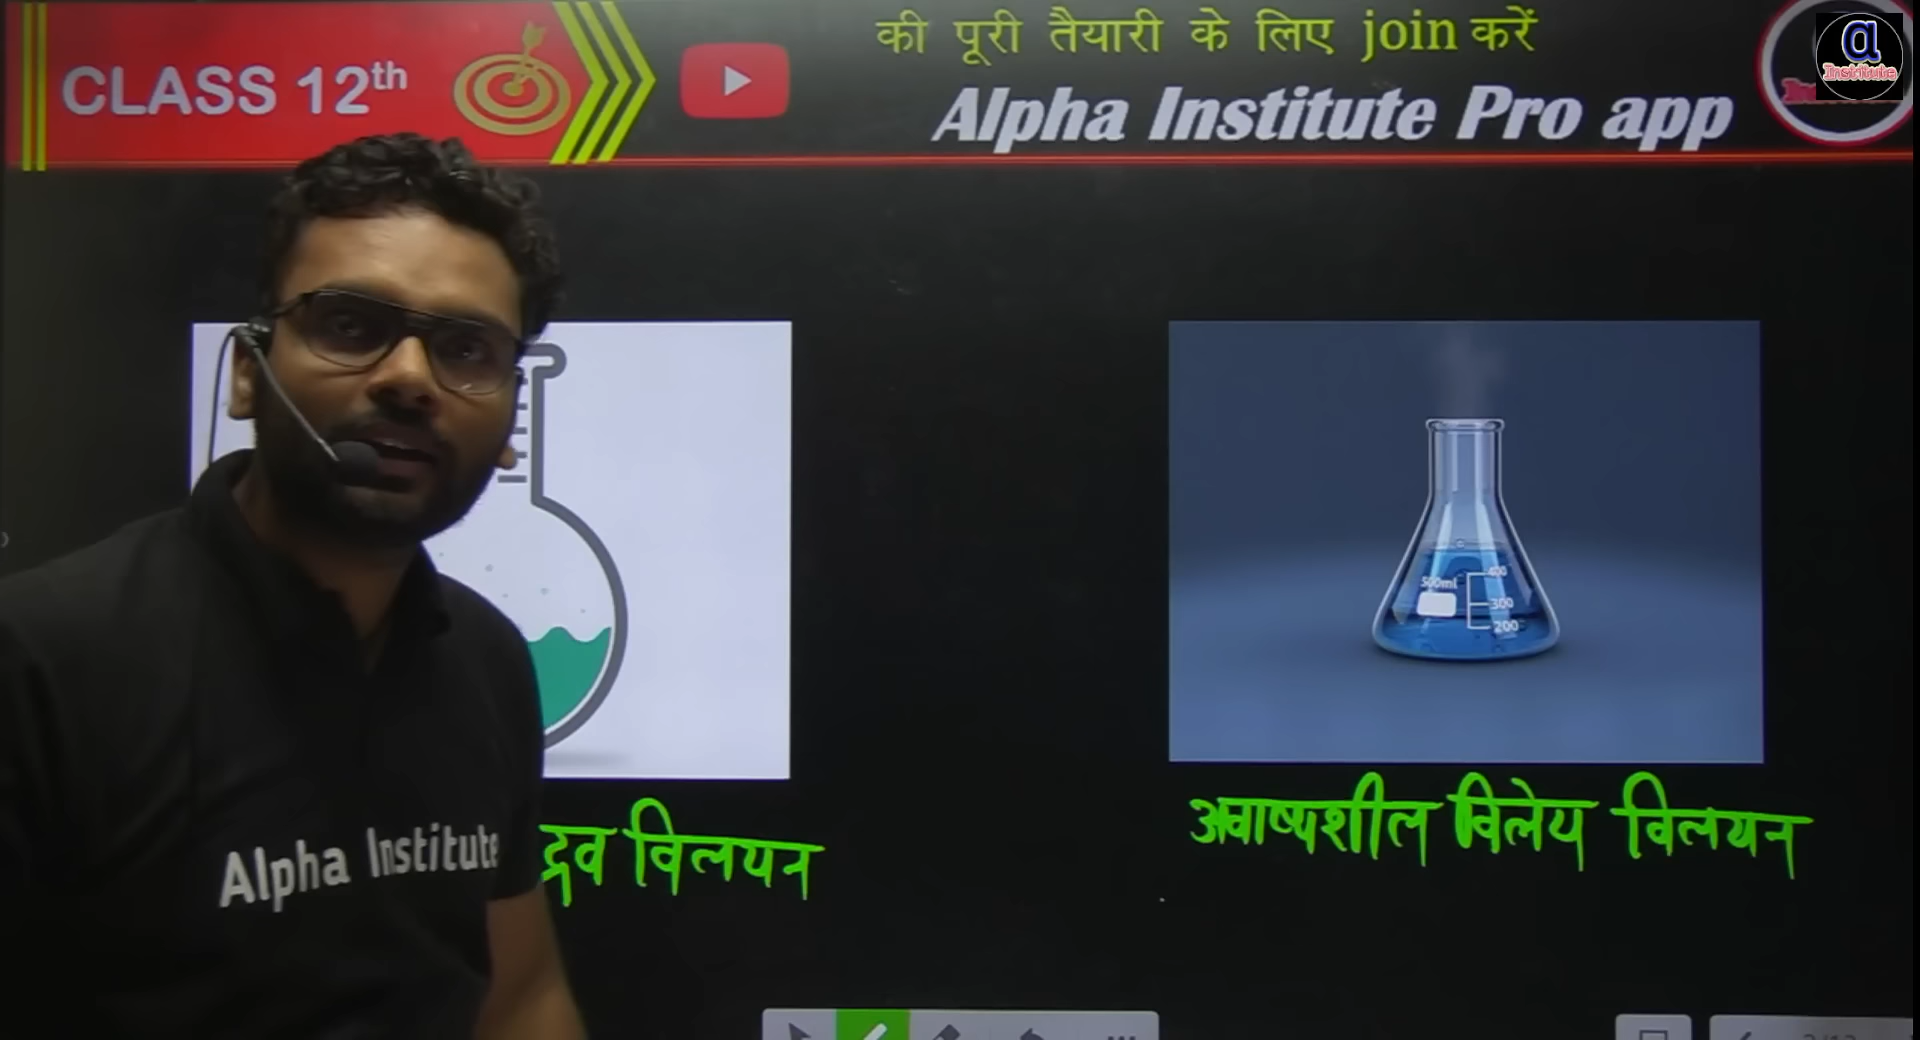 CLASS 12th
की पूरी तैयारी के लिए join करें
Alpha Institute Pro app
a
Institute
500ml
400
300
200
द्रव विलयन
अवाष्पशील विलेय विलयन
Alpha Institute